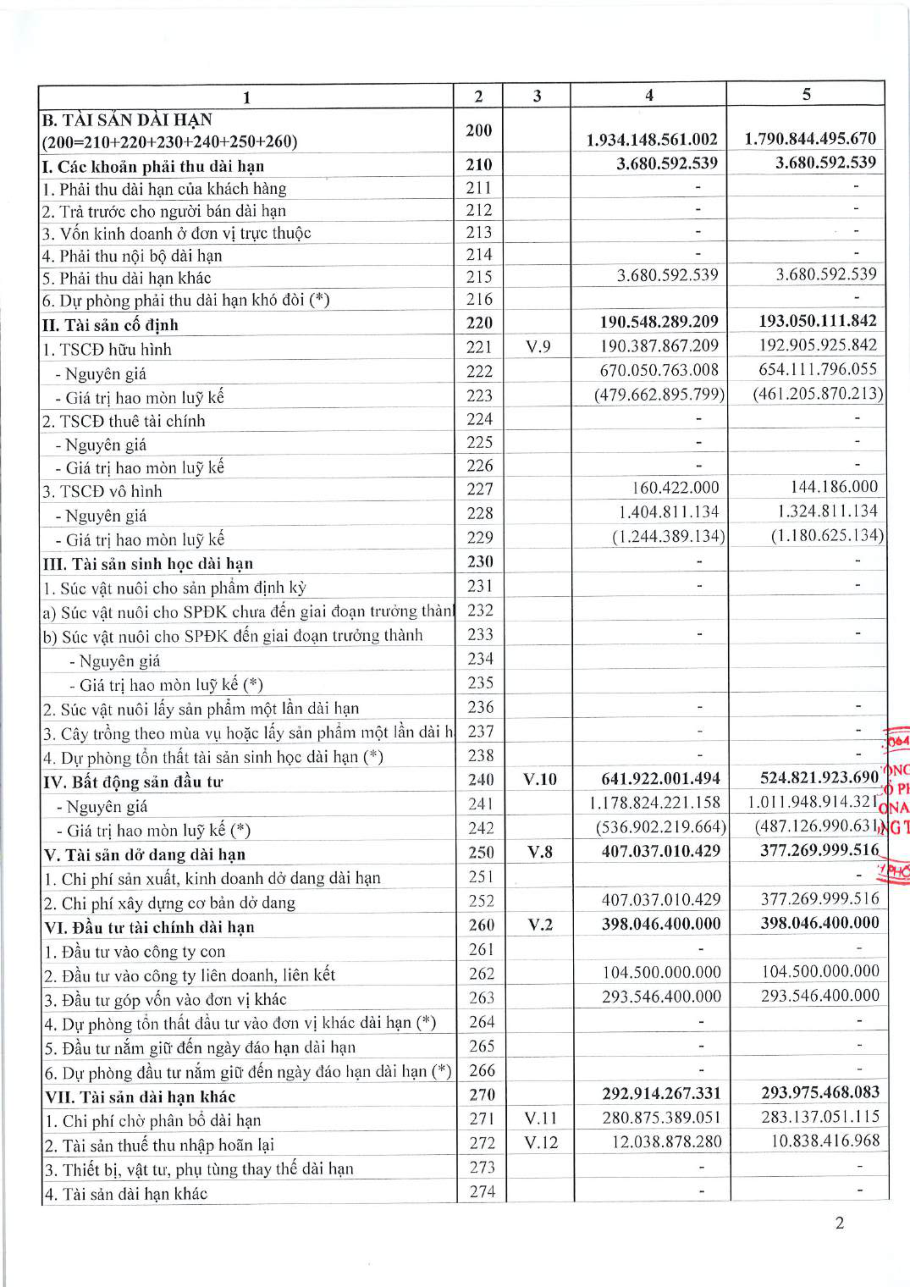 1 2 3 4 5
B. TÀI SẢN DÀI HẠN
(200=210+220+230+240+250+260) 200 1.934.148.561.002 1.790.844.495.670
I. Các khoản phải thu dài hạn 210 3.680.592.539 3.680.592.539
1. Phải thu dài hạn của khách hàng 211 - -
2. Trả trước cho người bán dài hạn 212 - -
3. Vốn kinh doanh ở đơn vị trực thuộc 213 - -
4. Phải thu nội bộ dài hạn 214 - -
5. Phải thu dài hạn khác 215 3.680.592.539 3.680.592.539
6. Dự phòng phải thu dài hạn khó đòi (*) 216 -
II. Tài sản cố định 220 190.548.289.209 193.050.111.842
1. TSCĐ hữu hình 221 V.9 190.387.867.209 192.905.925.842
- Nguyên giá 222 670.050.763.008 654.111.796.055
- Giá trị hao mòn luỹ kế 223 (479.662.895.799) (461.205.870.213)
2. TSCĐ thuê tài chính 224 - -
- Nguyên giá 225 - -
- Giá trị hao mòn luỹ kế 226 - -
3. TSCĐ vô hình 227 160.422.000 144.186.000
- Nguyên giá 228 1.404.811.134 1.324.811.134
- Giá trị hao mòn luỹ kế 229 (1.244.389.134) (1.180.625.134)
III. Tài sản sinh học dài hạn 230 - -
1. Súc vật nuôi cho sản phẩm định kỳ 231 - -
a) Súc vật nuôi cho SPĐK chưa đến giai đoạn trưởng thàn 232
b) Súc vật nuôi cho SPĐK đến giai đoạn trưởng thành 233 - -
- Nguyên giá 234
- Giá trị hao mòn luỹ kế (*) 235
2. Súc vật nuôi lấy sản phẩm một lần dài hạn 236 - -
3. Cây trồng theo mùa vụ hoặc lấy sản phẩm một lần dài h 237 - -
4. Dự phòng tổn thất tài sản sinh học dài hạn (*) 238 - -
IV. Bất động sản đầu tư 240 V.10 641.922.001.494 524.821.923.690
- Nguyên giá 241 1.178.824.221.158 1.011.948.914.321
- Giá trị hao mòn luỹ kế (*) 242 (536.902.219.664) (487.126.990.631)
V. Tài sản dở dang dài hạn 250 V.8 407.037.010.429 377.269.999.516
1. Chi phí sản xuất, kinh doanh dở dang dài hạn 251 -
2. Chi phí xây dựng cơ bản dở dang 252 407.037.010.429 377.269.999.516
VI. Đầu tư tài chính dài hạn 260 V.2 398.046.400.000 398.046.400.000
1. Đầu tư vào công ty con 261 - -
2. Đầu tư vào công ty liên doanh, liên kết 262 104.500.000.000 104.500.000.000
3. Đầu tư góp vốn vào đơn vị khác 263 293.546.400.000 293.546.400.000
4. Dự phòng tổn thất đầu tư vào đơn vị khác dài hạn (*) 264 - -
5. Đầu tư nắm giữ đến ngày đáo hạn dài hạn 265 - -
6. Dự phòng đầu tư nắm giữ đến ngày đáo hạn dài hạn (*) 266 - -
VII. Tài sản dài hạn khác 270 292.914.267.331 293.975.468.083
1. Chi phí chờ phân bổ dài hạn 271 V.11 280.875.389.051 283.137.051.115
2. Tài sản thuế thu nhập hoãn lại 272 V.12 12.038.878.280 10.838.416.968
3. Thiết bị, vật tư, phụ tùng thay thế dài hạn 273 - -
4. Tài sản dài hạn khác 274 - -
2